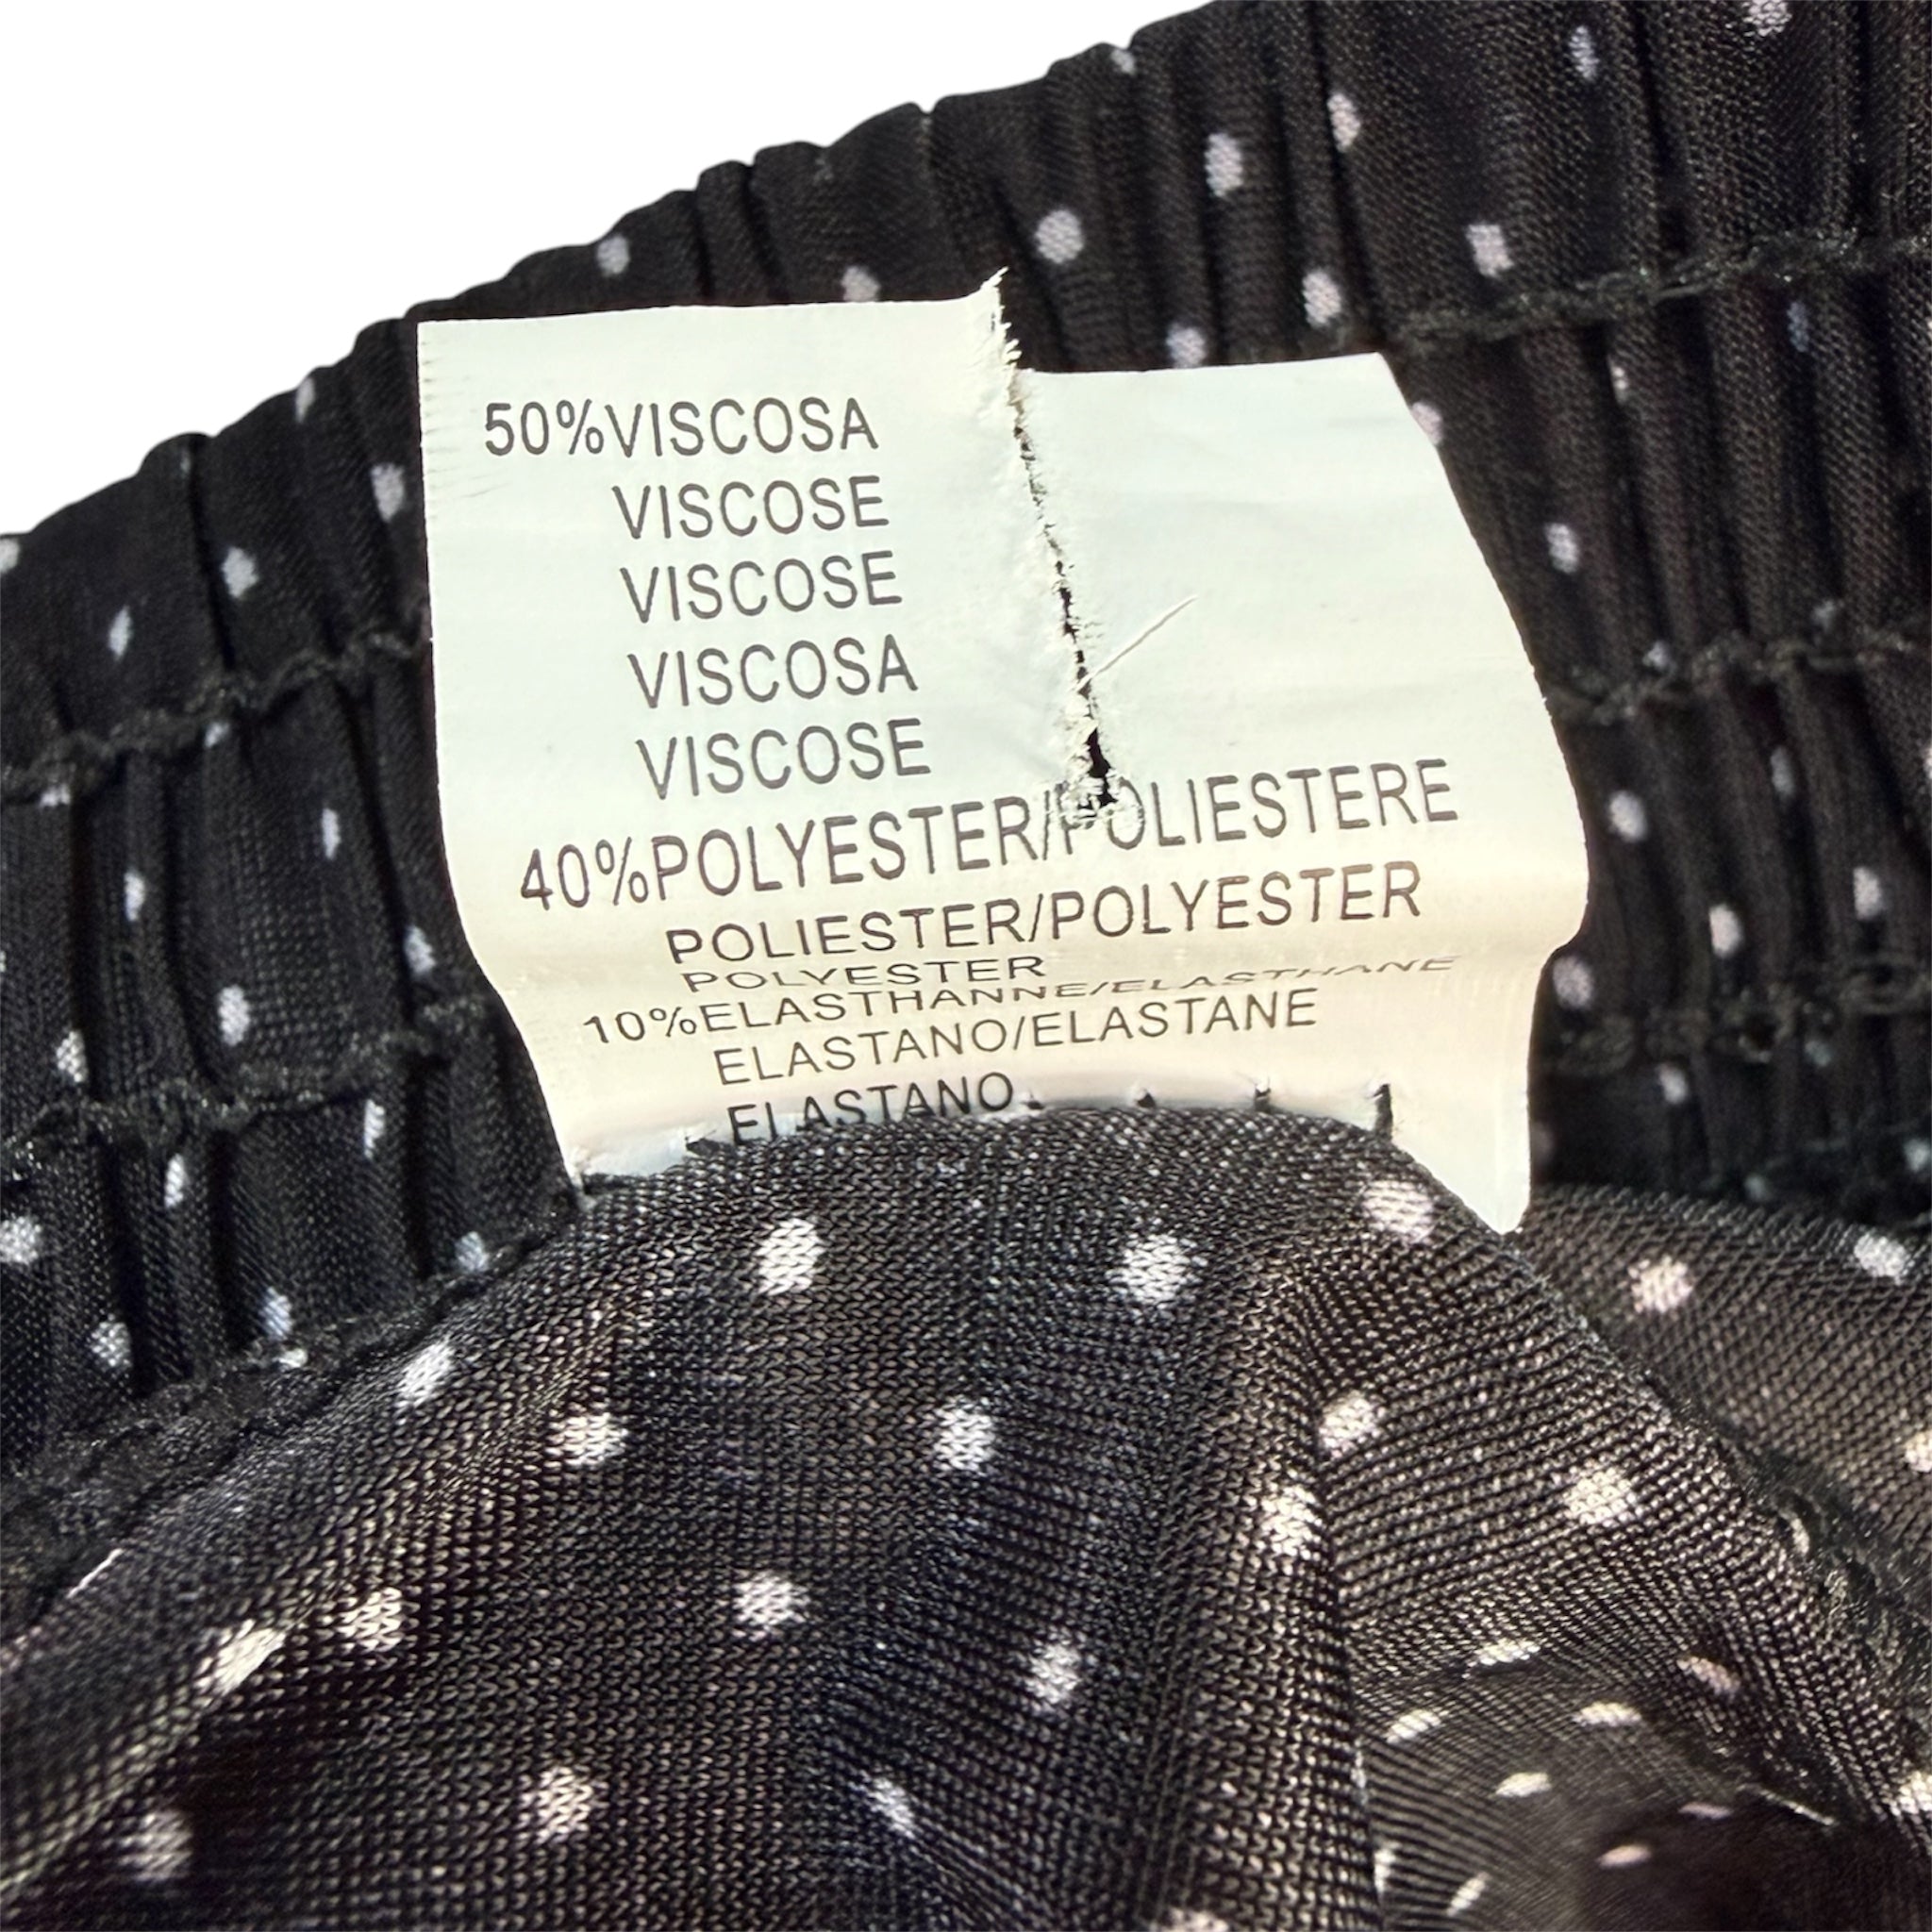 50%VISCOSA
VISCOSE
VISCOSE
VISCOSA
VISCOSE
40%POLYESTER/POLIESTERE
POLIESTER/POLYESTER
POLYESTER
10%ELASTHANNE/ELASTHANE
ELASTANO/ELASTANE
ELASTANO